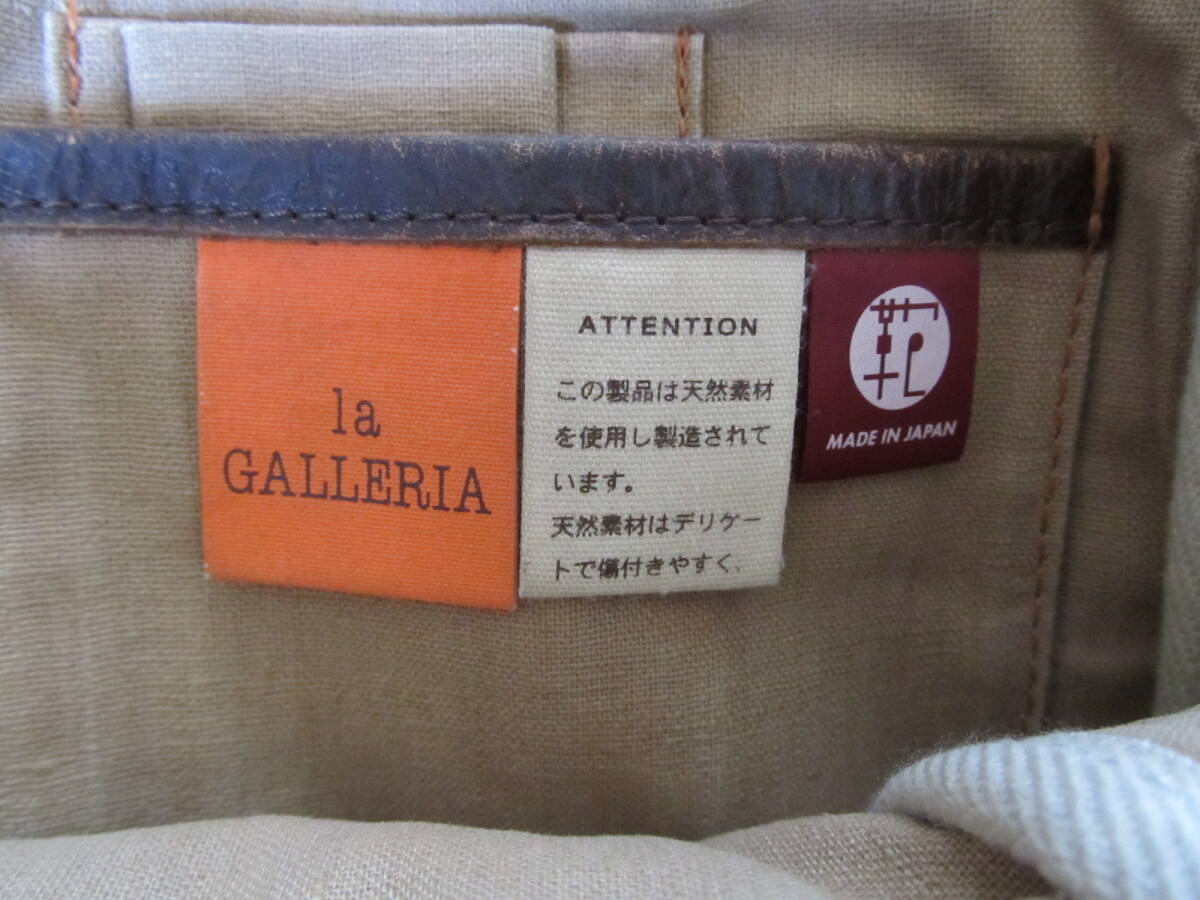 la
GALLERIA
ATTENTION
この製品は天然素材
を使用し製造されて
います。
天然素材はデリケー
トで傷付きやすく、
鞄
MADE IN JAPAN